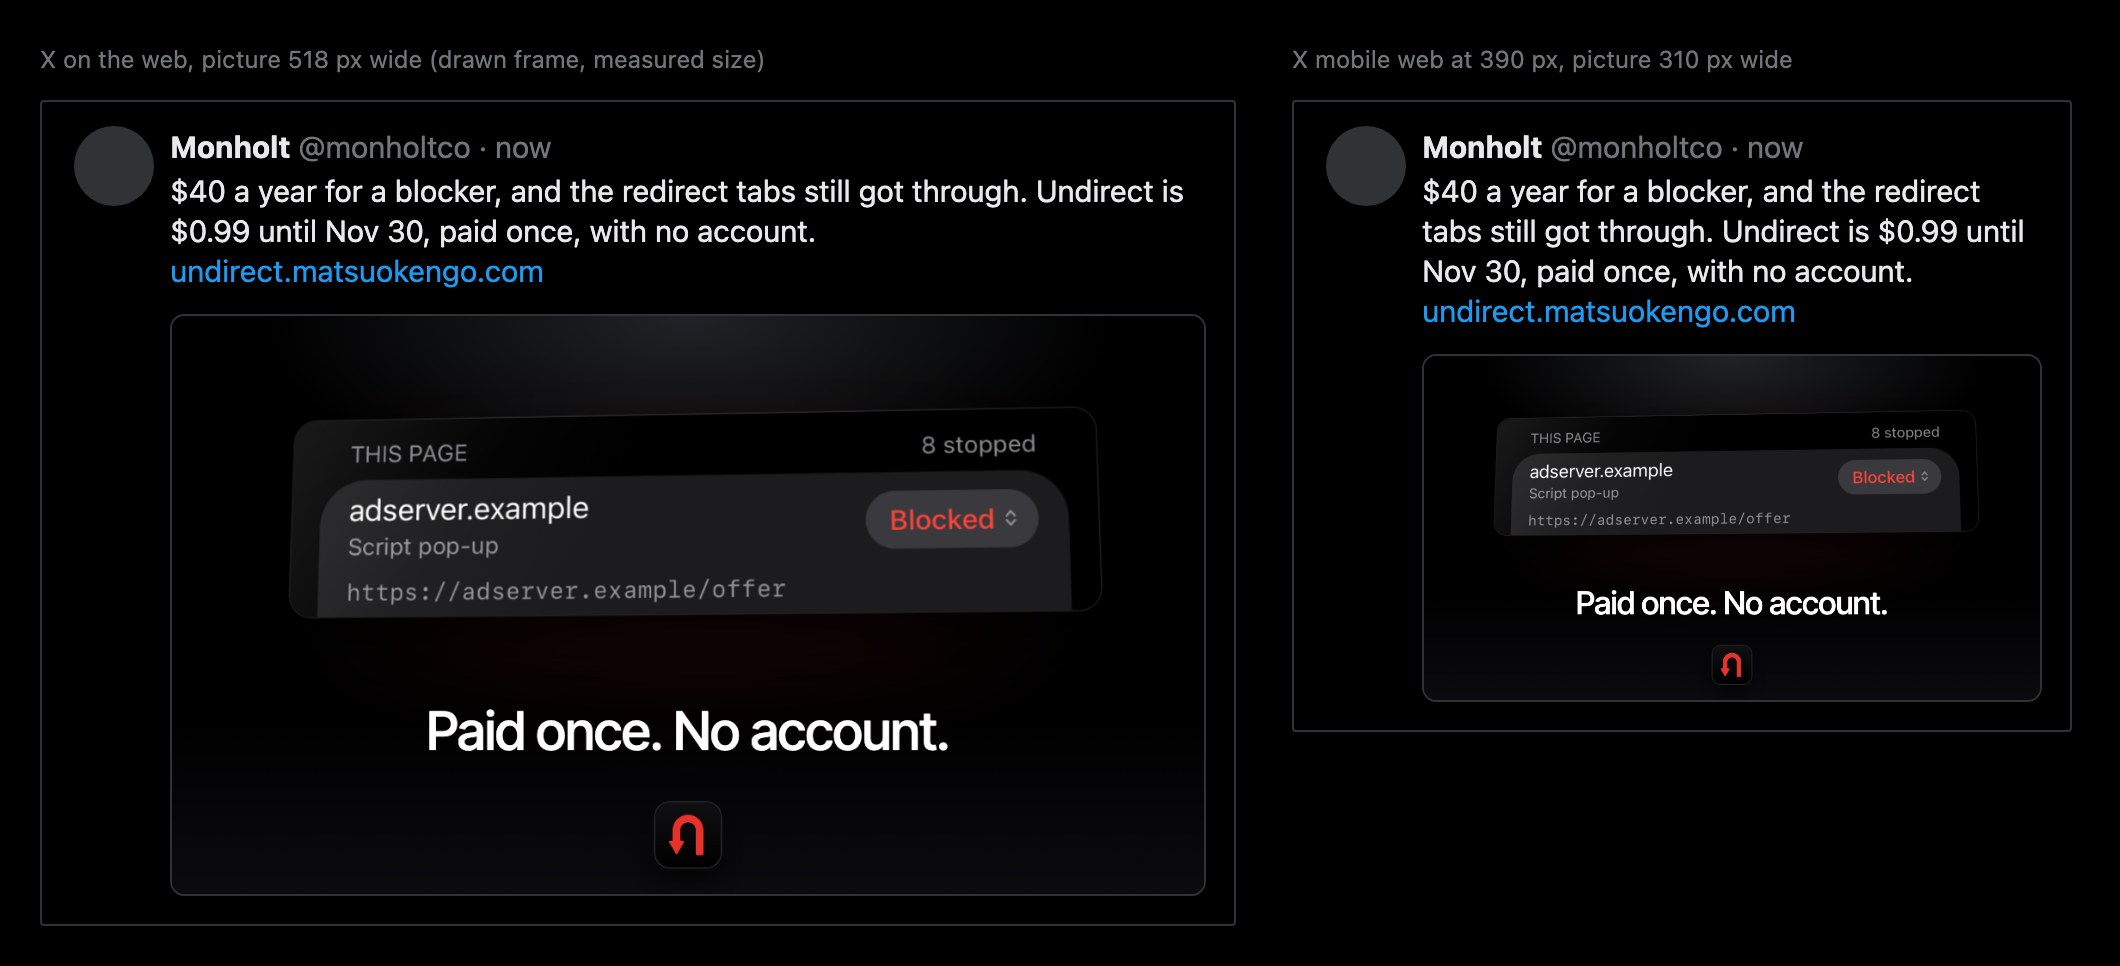 X on the web, picture 518 px wide (drawn frame, measured size)
Monholt @monholtco · now
$40 a year for a blocker, and the redirect tabs still got through. Undirect is
$0.99 until Nov 30, paid once, with no account.
undirect.matsuokengo.com
THIS PAGE
8 stopped
adserver.example
Blocked
Script pop-up
https://adserver.example/offer
Paid once. No account.
X mobile web at 390 px, picture 310 px wide
Monholt @monholtco · now
$40 a year for a blocker, and the redirect
tabs still got through. Undirect is $0.99 until
Nov 30, paid once, with no account.
undirect.matsuokengo.com
THIS PAGE
8 stopped
adserver.example
Blocked
Script pop-up
https://adserver.example/offer
Paid once. No account.